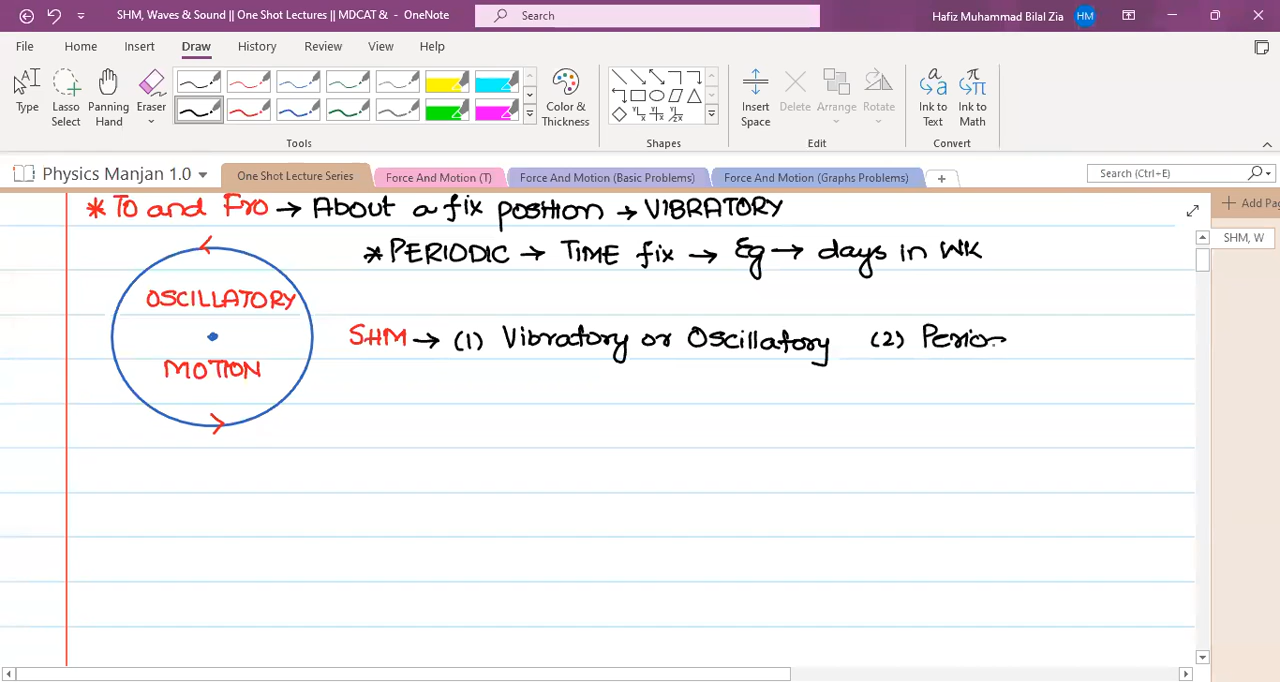 SHM, Waves & Sound || One Shot Lectures || MDCAT & - OneNote
Search
Hafiz Muhammad Bilal Zia
HM
File Home Insert Draw History Review View Help
Type Lasso Select Panning Hand Eraser Color & Thickness Insert Space Delete Arrange Rotate Ink to Text Ink to Math
Tools Shapes Edit Convert
Physics Manjan 1.0 One Shot Lecture Series Force And Motion (T) Force And Motion (Basic Problems) Force And Motion (Graphs Problems) + Search (Ctrl+E)
* To and Fro → About a fix position → VIBRATORY
+ Add Pag
SHM, W
* PERIODIC → TIME fix → Eg → days in WK
OSCILLATORY
MOTION
SHM → (1) Vibratory or Oscillatory (2) Perio